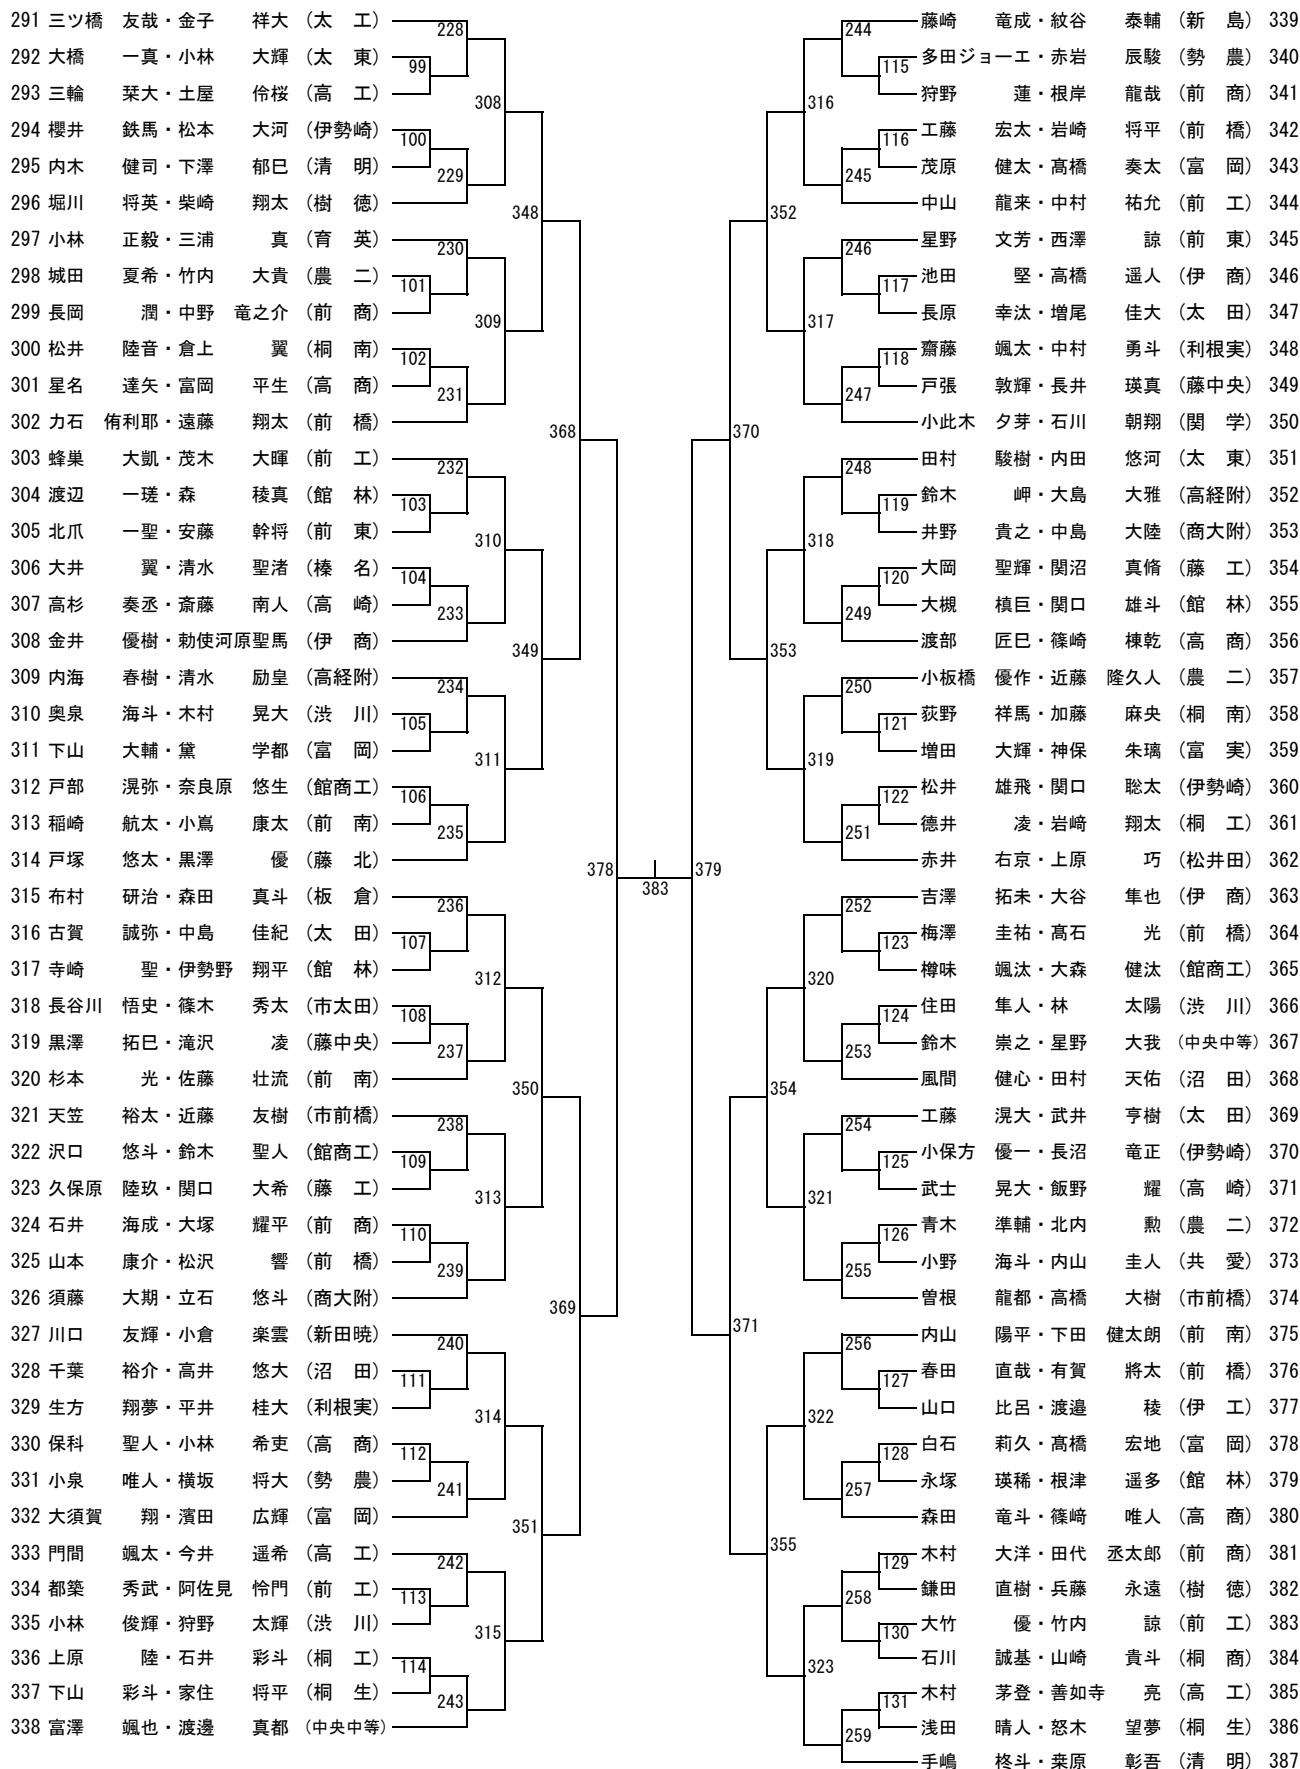 291 三ツ橋 友哉・金子 祥大 (太 工)
228
292 大橋 一真・小林 大輝 (太 東)
99
293 三輪 栞大・土屋 伶桜 (高 工)
308
294 櫻井 鉄馬・松本 大河 (伊勢崎)
100
295 内木 健司・下澤 郁巳 (清 明)
229
296 堀川 将英・柴崎 翔太 (樹 徳)
348
297 小林 正毅・三浦 真 (育 英)
230
298 城田 夏希・竹内 大貴 (農 二)
101
299 長岡 潤・中野 竜之介 (前 商)
309
300 松井 陸音・倉上 翼 (桐 南)
102
301 星名 達矢・富岡 平生 (高 商)
231
302 力石 侑利耶・遠藤 翔太 (前 橋)
368
303 蜂巣 大凱・茂木 大暉 (前 工)
232
304 渡辺 一瑳・森 稜真 (館 林)
103
305 北爪 一聖・安藤 幹将 (前 東)
310
306 大井 翼・清水 聖渚 (榛 名)
104
307 高杉 奏丞・斎藤 南人 (高 崎)
233
308 金井 優樹・勅使河原聖馬 (伊 商)
349
309 内海 春樹・清水 励皇 (高経附)
234
310 奥泉 海斗・木村 晃大 (渋 川)
105
311 下山 大輔・黛 学都 (富 岡)
311
312 戸部 滉弥・奈良原 悠生 (館商工)
106
313 稲崎 航太・小嶌 康太 (前 南)
235
314 戸塚 悠太・黒澤 優 (藤 北)
378
315 布村 研治・森田 真斗 (板 倉)
236
316 古賀 誠弥・中島 佳紀 (太 田)
107
317 寺崎 聖・伊勢野 翔平 (館 林)
312
318 長谷川 悟史・篠木 秀太 (市太田)
108
319 黒澤 拓巳・滝沢 凌 (藤中央)
237
320 杉本 光・佐藤 壮流 (前 南)
350
321 天笠 裕太・近藤 友樹 (市前橋)
238
322 沢口 悠斗・鈴木 聖人 (館商工)
109
323 久保原 陸玖・関口 大希 (藤 工)
313
324 石井 海成・大塚 耀平 (前 商)
110
325 山本 康介・松沢 響 (前 橋)
239
326 須藤 大期・立石 悠斗 (商大附)
369
327 川口 友輝・小倉 楽雲 (新田暁)
240
328 千葉 裕介・高井 悠大 (沼 田)
111
329 生方 翔夢・平井 桂大 (利根実)
314
330 保科 聖人・小林 希吏 (高 商)
112
331 小泉 唯人・横坂 将大 (勢 農)
241
332 大須賀 翔・濱田 広輝 (富 岡)
351
333 門間 颯太・今井 遥希 (高 工)
242
334 都築 秀武・阿佐見 怜門 (前 工)
113
335 小林 俊輝・狩野 太輝 (渋 川)
315
336 上原 陸・石井 彩斗 (桐 工)
114
337 下山 彩斗・家住 将平 (桐 生)
243
338 富澤 颯也・渡邊 真都 (中央中等)
383
藤崎 竜成・紋谷 泰輔 (新 島) 339
244
多田ジョーエ・赤岩 辰駿 (勢 農) 340
115
狩野 蓮・根岸 龍哉 (前 商) 341
316
工藤 宏太・岩崎 将平 (前 橋) 342
116
茂原 健太・髙橋 奏太 (富 岡) 343
245
中山 龍来・中村 祐允 (前 工) 344
352
星野 文芳・西澤 諒 (前 東) 345
246
池田 堅・高橋 遥人 (伊 商) 346
117
長原 幸汰・増尾 佳大 (太 田) 347
317
齋藤 颯太・中村 勇斗 (利根実) 348
118
戸張 敦輝・長井 瑛真 (藤中央) 349
247
小此木 夕芽・石川 朝翔 (関 学) 350
370
田村 駿樹・内田 悠河 (太 東) 351
248
鈴木 岬・大島 大雅 (高経附) 352
119
井野 貴之・中島 大陸 (商大附) 353
318
大岡 聖輝・関沼 真脩 (藤 工) 354
120
大槻 槙巨・関口 雄斗 (館 林) 355
249
渡部 匠巳・篠崎 棟乾 (高 商) 356
353
小板橋 優作・近藤 隆久人 (農 二) 357
250
荻野 祥馬・加藤 麻央 (桐 南) 358
121
増田 大輝・神保 朱璃 (富 実) 359
319
松井 雄飛・関口 聡太 (伊勢崎) 360
122
德井 凌・岩﨑 翔太 (桐 工) 361
251
赤井 右京・上原 巧 (松井田) 362
379
吉澤 拓未・大谷 隼也 (伊 商) 363
252
梅澤 圭祐・髙石 光 (前 橋) 364
123
樽味 颯汰・大森 健汰 (館商工) 365
320
住田 隼人・林 太陽 (渋 川) 366
124
鈴木 崇之・星野 大我 (中央中等) 367
253
風間 健心・田村 天佑 (沼 田) 368
354
工藤 滉大・武井 亨樹 (太 田) 369
254
小保方 優一・長沼 竜正 (伊勢崎) 370
125
武士 晃大・飯野 耀 (高 崎) 371
321
青木 準輔・北内 勲 (農 二) 372
126
小野 海斗・内山 圭人 (共 愛) 373
255
曽根 龍都・高橋 大樹 (市前橋) 374
371
内山 陽平・下田 健太朗 (前 南) 375
256
春田 直哉・有賀 將太 (前 橋) 376
127
山口 比呂・渡邉 稜 (伊 工) 377
322
白石 莉久・髙橋 宏地 (富 岡) 378
128
永塚 瑛稀・根津 遥多 (館 林) 379
257
森田 竜斗・篠﨑 唯人 (高 商) 380
355
木村 大洋・田代 丞太郎 (前 商) 381
129
鎌田 直樹・兵藤 永遠 (樹 徳) 382
258
大竹 優・竹内 諒 (前 工) 383
130
石川 誠基・山崎 貴斗 (桐 商) 384
323
木村 茅登・善如寺 亮 (高 工) 385
131
浅田 晴人・怒木 望夢 (桐 生) 386
259
手嶋 柊斗・桒原 彰吾 (清 明) 387